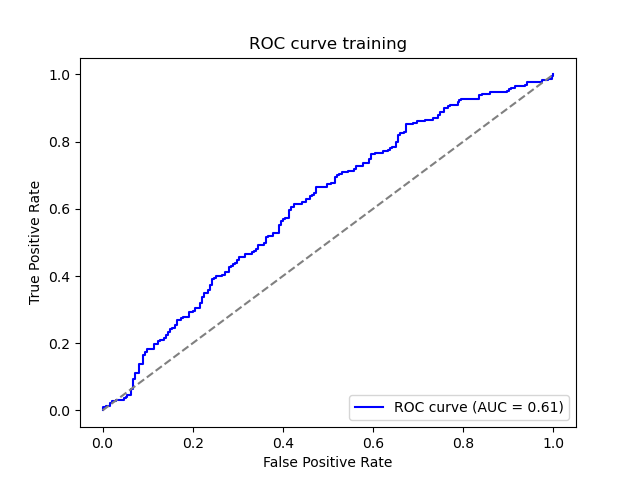 ROC curve training
1.0
0.8
0.6
0.4
0.2
0.0
True Positive Rate
ROC curve (AUC = 0.61)
0.0 0.2 0.4 0.6 0.8 1.0
False Positive Rate